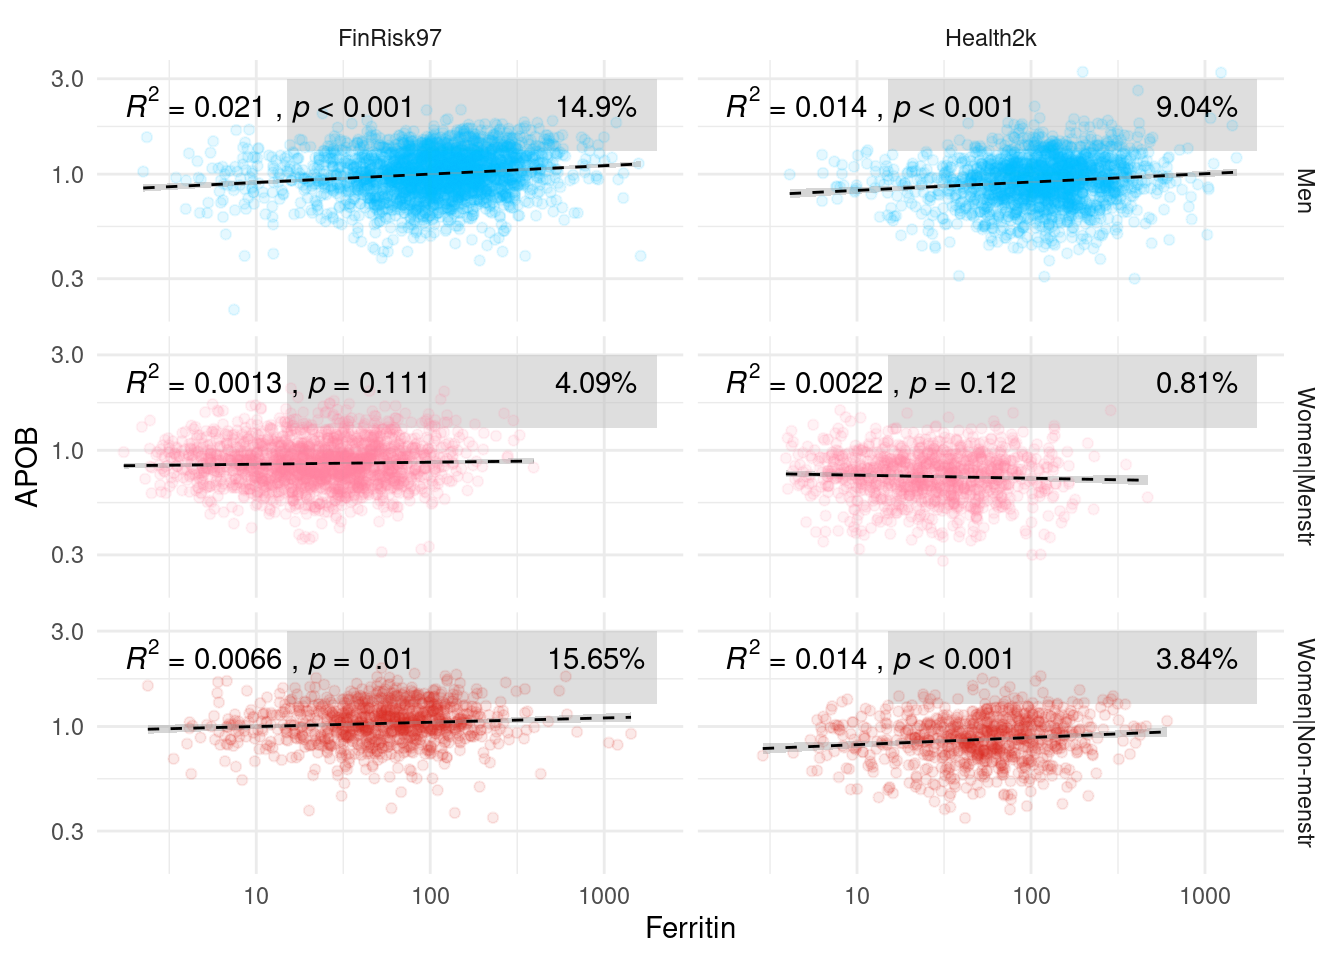 FinRisk97 Health2k
3.0
R² = 0.021 , p < 0.001 14.9% R² = 0.014 , p < 0.001 9.04%
1.0
0.3
Men
3.0
R² = 0.0013 , p = 0.111 4.09% R² = 0.0022 , p = 0.12 0.81%
1.0
0.3
Women|Menstr
APOB
3.0
R² = 0.0066 , p = 0.01 15.65% R² = 0.014 , p < 0.001 3.84%
1.0
0.3
Women|Non-menstr
10 100 1000 10 100 1000
Ferritin